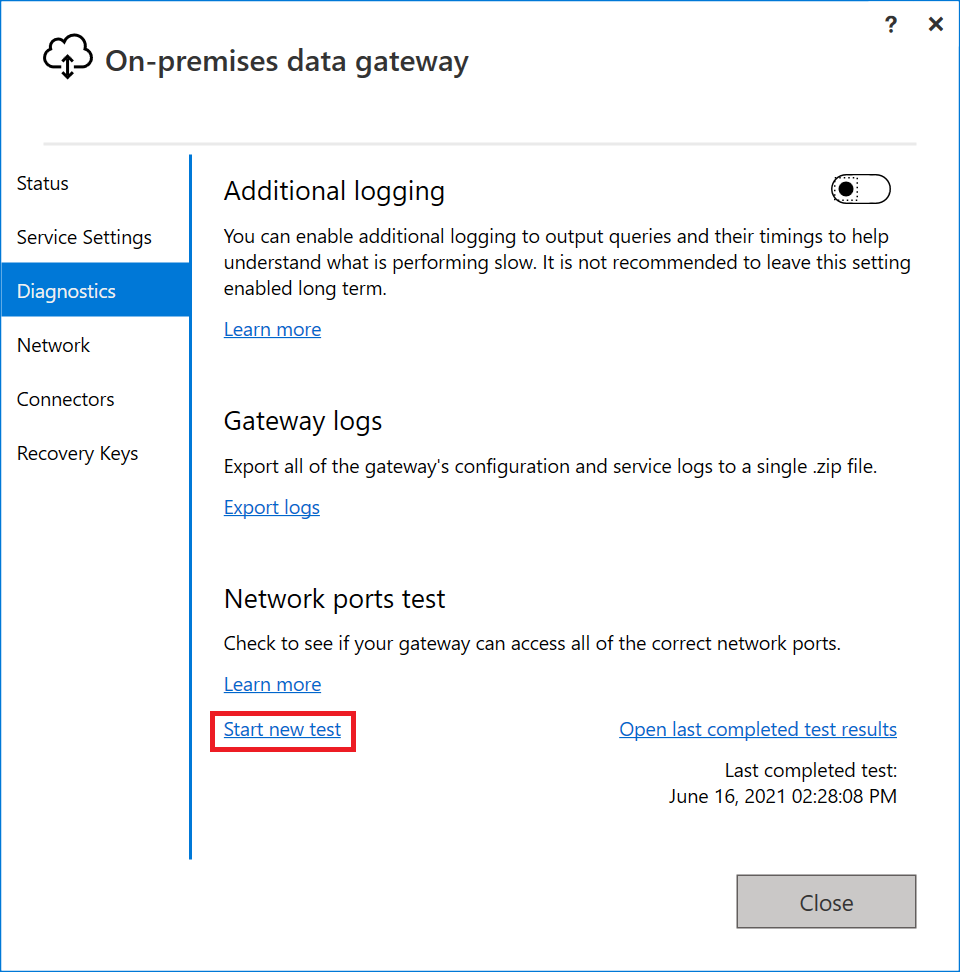 ?
On-premises data gateway
Status
Service Settings
Diagnostics
Network
Connectors
Recovery Keys
Additional logging
You can enable additional logging to output queries and their timings to help
understand what is performing slow. It is not recommended to leave this setting
enabled long term.
Learn more
Gateway logs
Export all of the gateway's configuration and service logs to a single .zip file.
Export logs
Network ports test
Check to see if your gateway can access all of the correct network ports.
Learn more
Start new test
Open last completed test results
Last completed test:
June 16, 2021 02:28:08 PM
Close